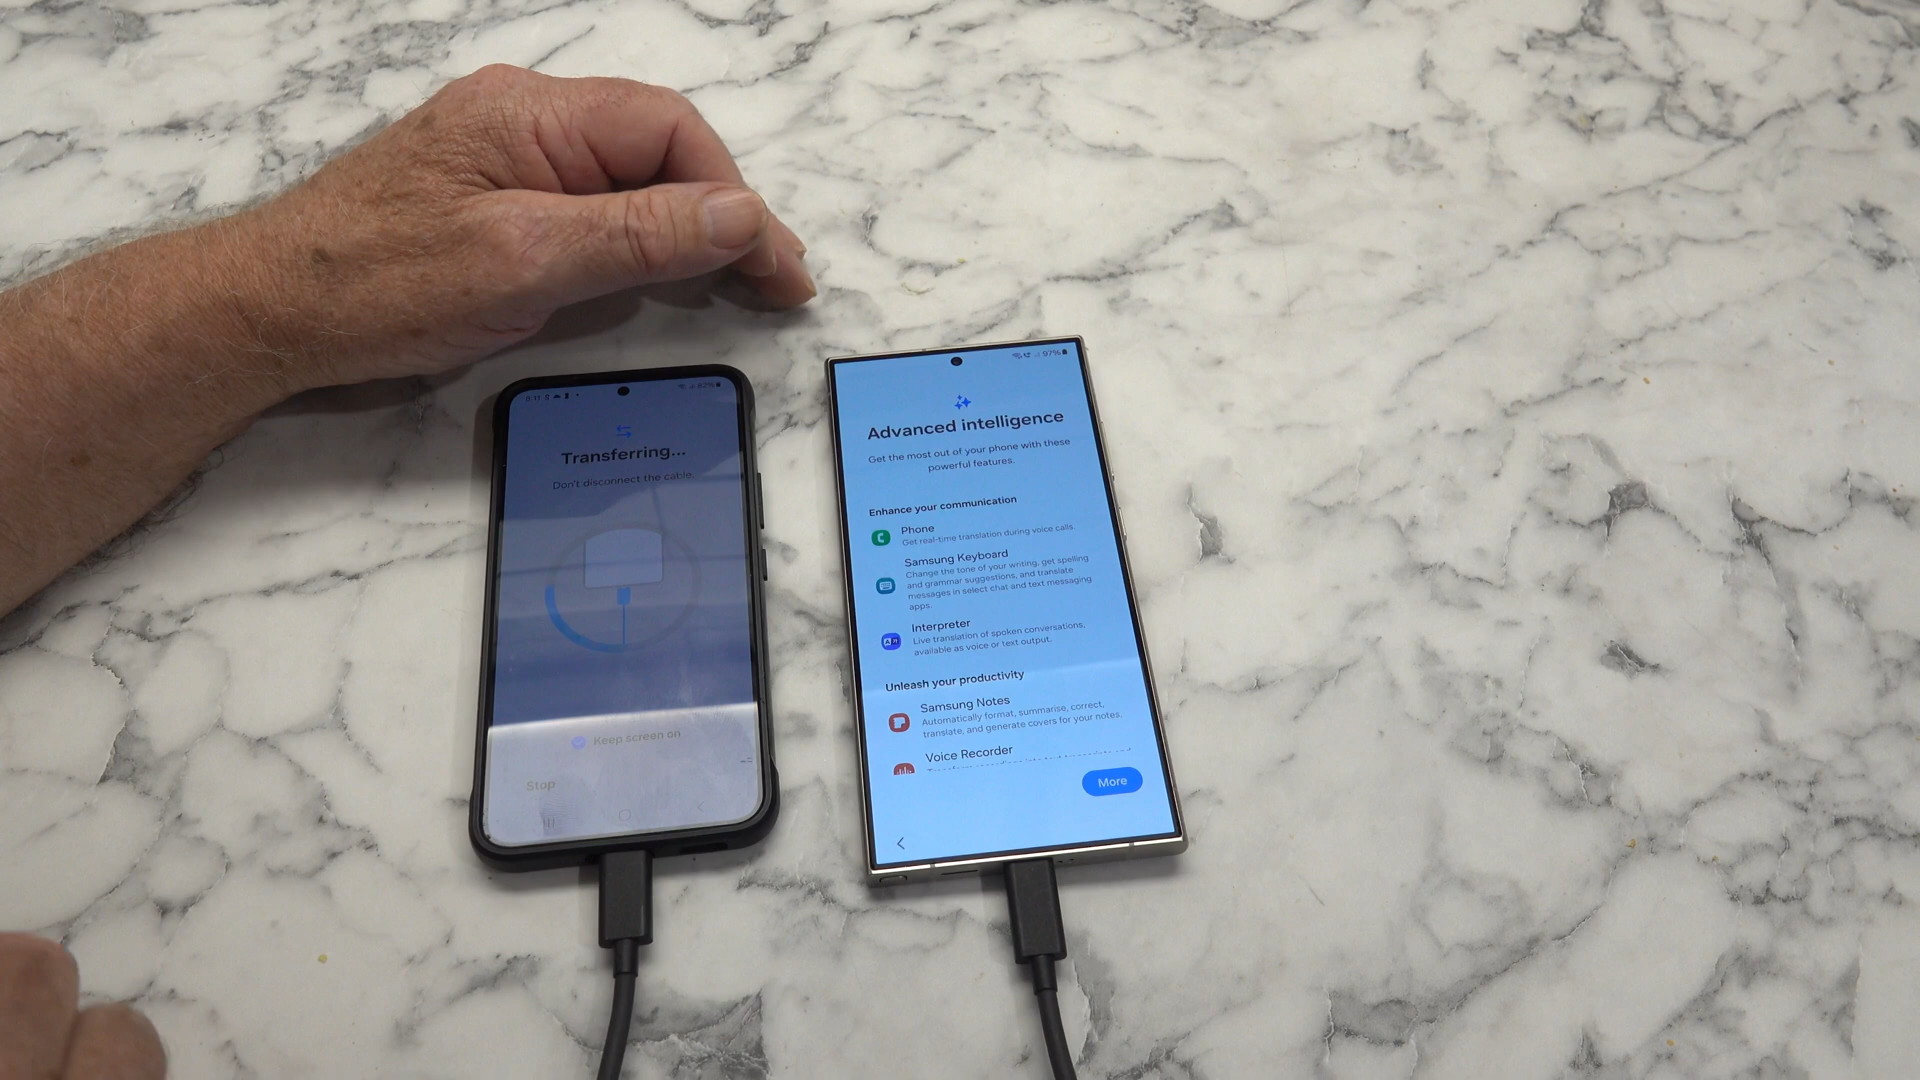 82%
Transferring...
Don't disconnect the cable.
Keep screen on
Stop
97%
Advanced intelligence
Get the most out of your phone with these
powerful features.
Enhance your communication
Phone
Get real-time translation during voice calls.
Samsung Keyboard
Change the tone of your writing, get spelling
and grammar suggestions, and translate
messages in select chat and text messaging
apps.
Interpreter
Live translation of spoken conversations,
available as voice or text output.
Unleash your productivity
Samsung Notes
Automatically format, summarise, correct,
translate, and generate covers for your notes.
Voice Recorder
More